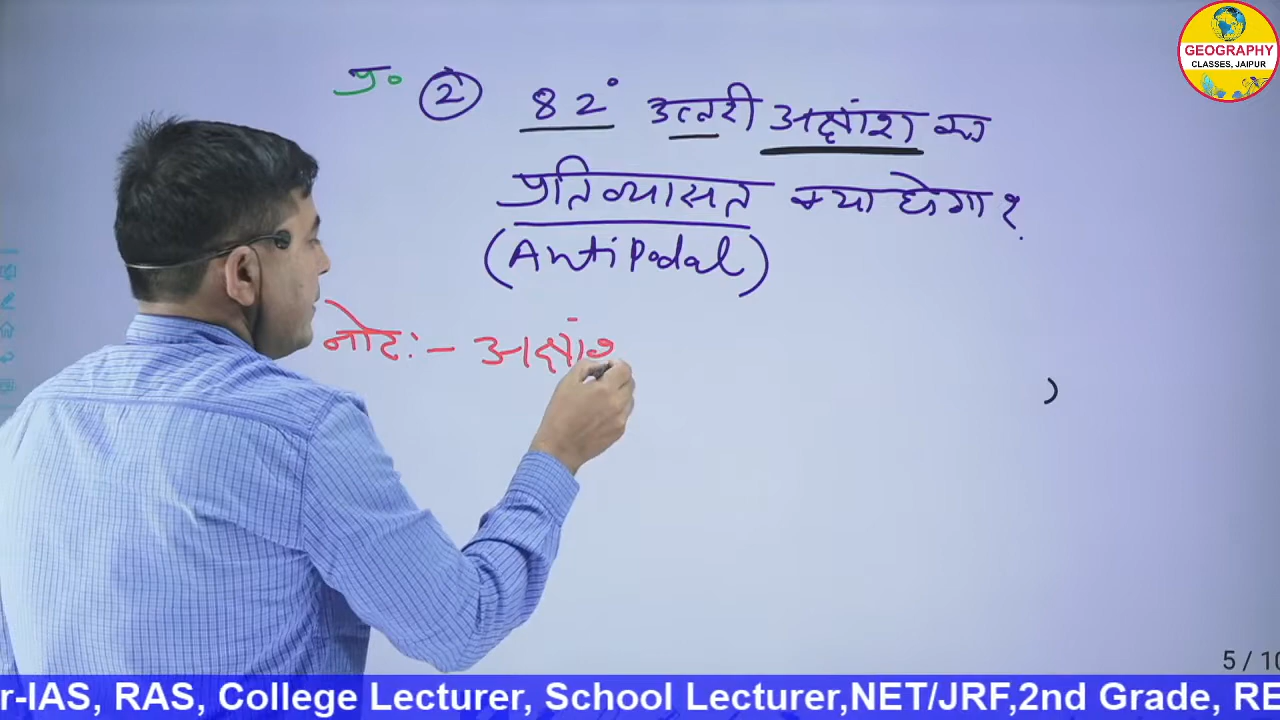 प्र॰ (2) 82° उत्तरी अक्षांश का
प्रतिव्यासत क्या होगा ?
(Antipodal)
नोट:- अक्षांश
GEOGRAPHY
CLASSES, JAIPUR
5 / 10
r-IAS, RAS, College Lecturer, School Lecturer,NET/JRF,2nd Grade, RE